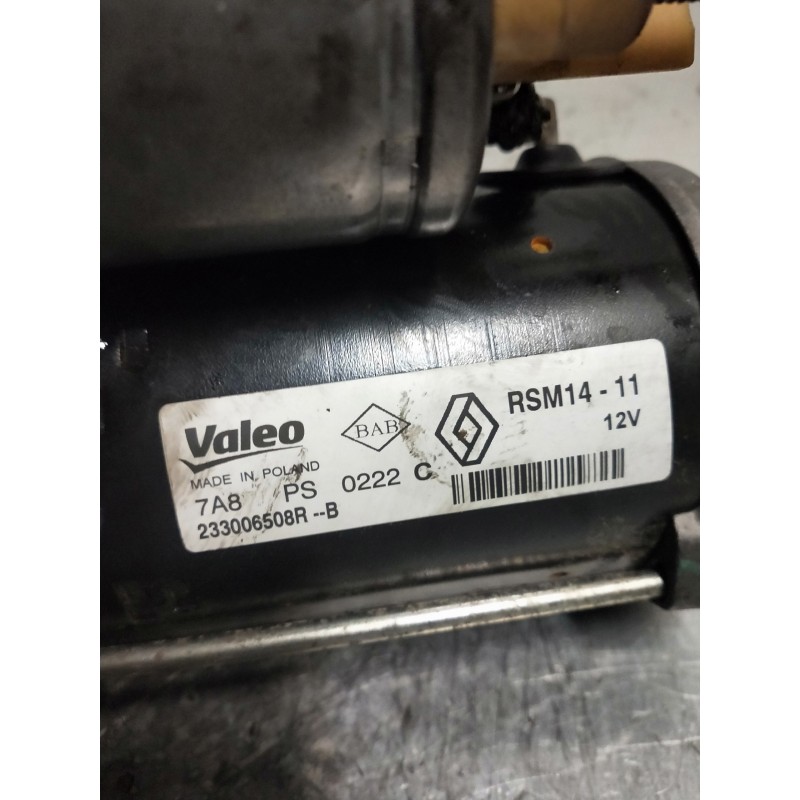 Valeo
BAB
RSM14 - 11
12V
MADE IN POLAND
7A8 PS 0222 C
233006508R --B